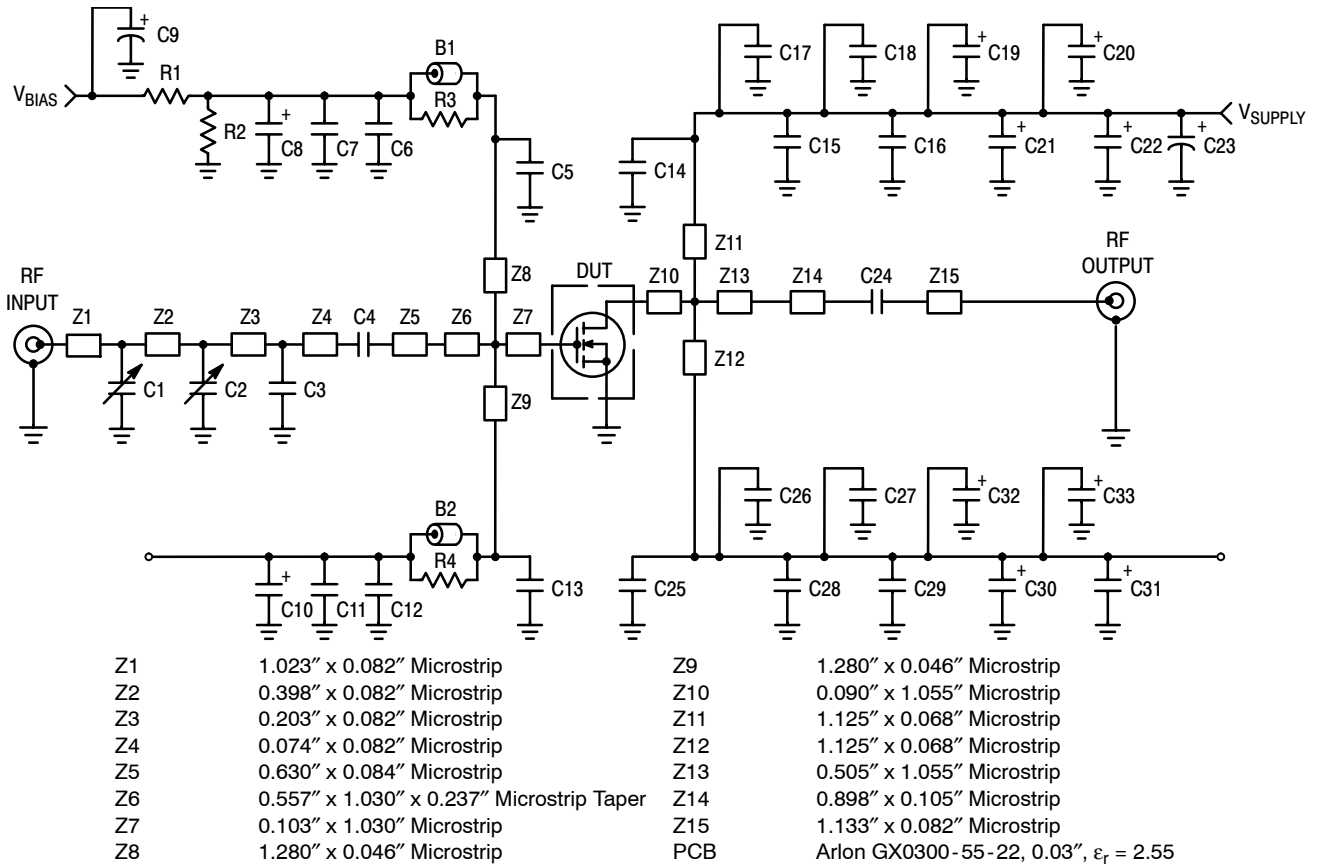 + C9
B1
R1
V_BIAS
R3
R2
+ C8
C7
C6
C5
C17
C18
+ C19
+ C20
V_SUPPLY
C15
C16
+ C21
+ C22
+ C23
C14
Z11
RF INPUT
Z8
DUT
Z10
Z13
Z14
C24
Z15
RF OUTPUT
Z1
Z2
Z3
Z4
C4
Z5
Z6
Z7
C1
C2
C3
Z9
Z12
B2
R4
+ C10
C11
C12
C13
C26
C27
+ C32
+ C33
C25
C28
C29
+ C30
+ C31
Z1 1.023″ x 0.082″ Microstrip
Z2 0.398″ x 0.082″ Microstrip
Z3 0.203″ x 0.082″ Microstrip
Z4 0.074″ x 0.082″ Microstrip
Z5 0.630″ x 0.084″ Microstrip
Z6 0.557″ x 1.030″ x 0.237″ Microstrip Taper
Z7 0.103″ x 1.030″ Microstrip
Z8 1.280″ x 0.046″ Microstrip
Z9 1.280″ x 0.046″ Microstrip
Z10 0.090″ x 1.055″ Microstrip
Z11 1.125″ x 0.068″ Microstrip
Z12 1.125″ x 0.068″ Microstrip
Z13 0.505″ x 1.055″ Microstrip
Z14 0.898″ x 0.105″ Microstrip
Z15 1.133″ x 0.082″ Microstrip
PCB Arlon GX0300-55-22, 0.03″, εr = 2.55